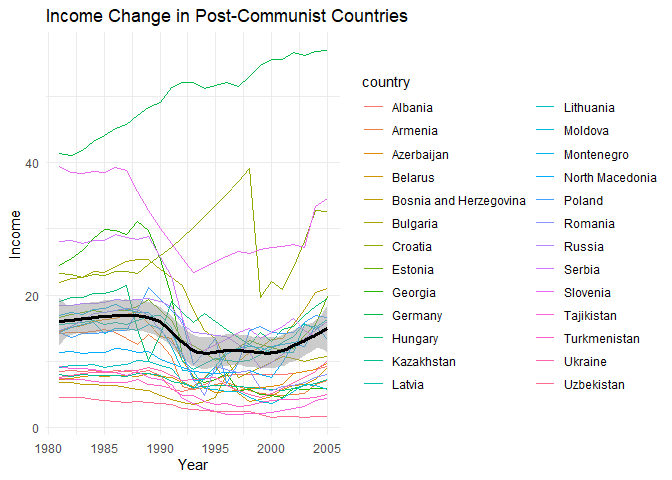 Income Change in Post-Communist Countries
Income
40
20
0
1980
1985
1990
1995
2000
2005
Year
country
Albania
Armenia
Azerbaijan
Belarus
Bosnia and Herzegovina
Bulgaria
Croatia
Estonia
Georgia
Germany
Hungary
Kazakhstan
Latvia
Lithuania
Moldova
Montenegro
North Macedonia
Poland
Romania
Russia
Serbia
Slovenia
Tajikistan
Turkmenistan
Ukraine
Uzbekistan